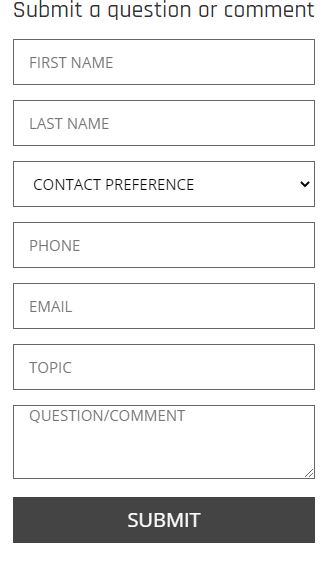 Submit a question or comment
FIRST NAME
LAST NAME
CONTACT PREFERENCE
PHONE
EMAIL
TOPIC
QUESTION/COMMENT
SUBMIT